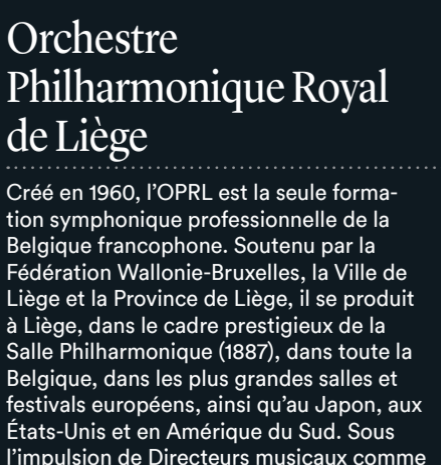 Orchestre
Philharmonique Royal
de Liège
Créé en 1960, l’OPRL est la seule forma-
tion symphonique professionnelle de la
Belgique francophone. Soutenu par la
Fédération Wallonie-Bruxelles, la Ville de
Liège et la Province de Liège, il se produit
à Liège, dans le cadre prestigieux de la
Salle Philharmonique (1887), dans toute la
Belgique, dans les plus grandes salles et
festivals européens, ainsi qu’au Japon, aux
États-Unis et en Amérique du Sud. Sous
l’impulsion de Directeurs musicaux comme